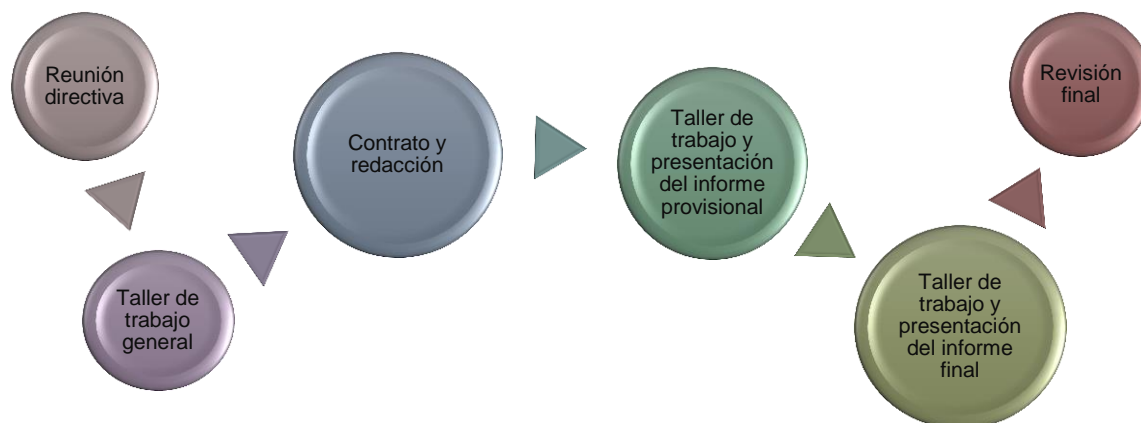 Reunión
directiva
Taller de
trabajo
general
Contrato y
redacción
Taller de
trabajo y
presentación
del informe
provisional
Taller de
trabajo y
presentación
del informe
final
Revisión
final